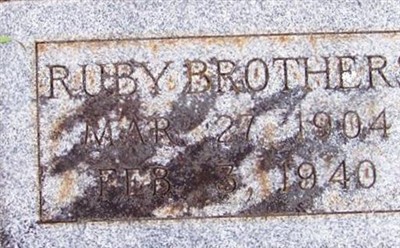 RUBY BROTHERS
MAR. 27, 1904
FEB. 3, 1940